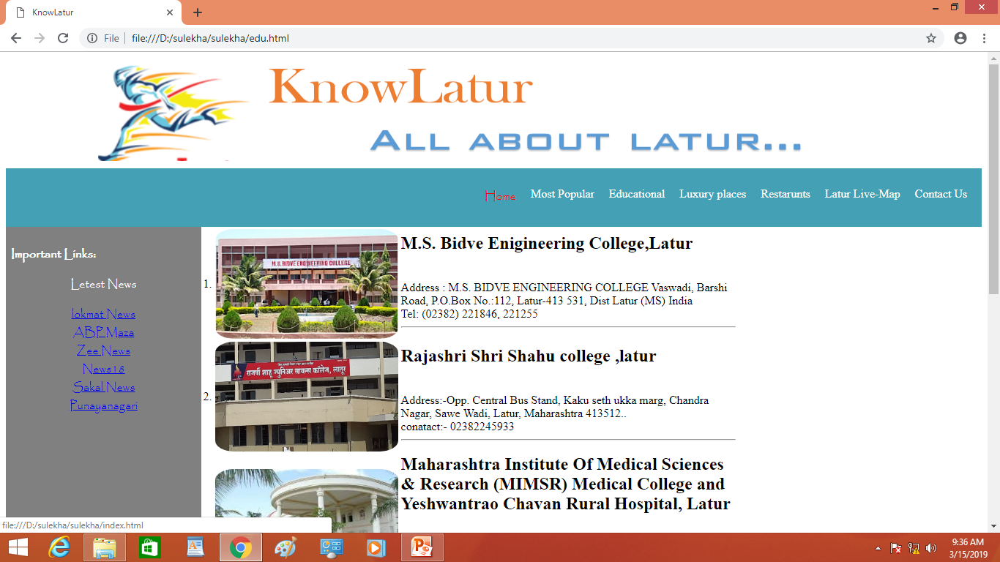 KnowLatur
File
file:///D:/sulekha/sulekha/edu.html
KnowLatur
ALL ABOUT LATUR...
Home
Most Popular
Educational
Luxury places
Restarunts
Latur Live-Map
Contact Us
Important Links:
Letest News
lokmat News
ABP Maza
Zee News
News18
Sakal News
Punayanagari
1.
M.S.BIDVE ENGINEERING COLLEGE
M.S. Bidve Enigineering College,Latur
Address : M.S. BIDVE ENGINEERING COLLEGE Vaswadi, Barshi
Road, P.O.Box No.:112, Latur-413 531, Dist Latur (MS) India
Tel: (02382) 221846, 221255
2.
राजर्षी शाहू ज्युनिअर सायन्स कॉलेज, लातूर
Rajashri Shri Shahu college ,latur
Address:-Opp. Central Bus Stand, Kaku seth ukka marg, Chandra
Nagar, Sawe Wadi, Latur, Maharashtra 413512..
conatact:- 02382245933
Maharashtra Institute Of Medical Sciences
& Research (MIMSR) Medical College and
Yeshwantrao Chavan Rural Hospital, Latur
file:///D:/sulekha/sulekha/index.html
9:36 AM
3/15/2019